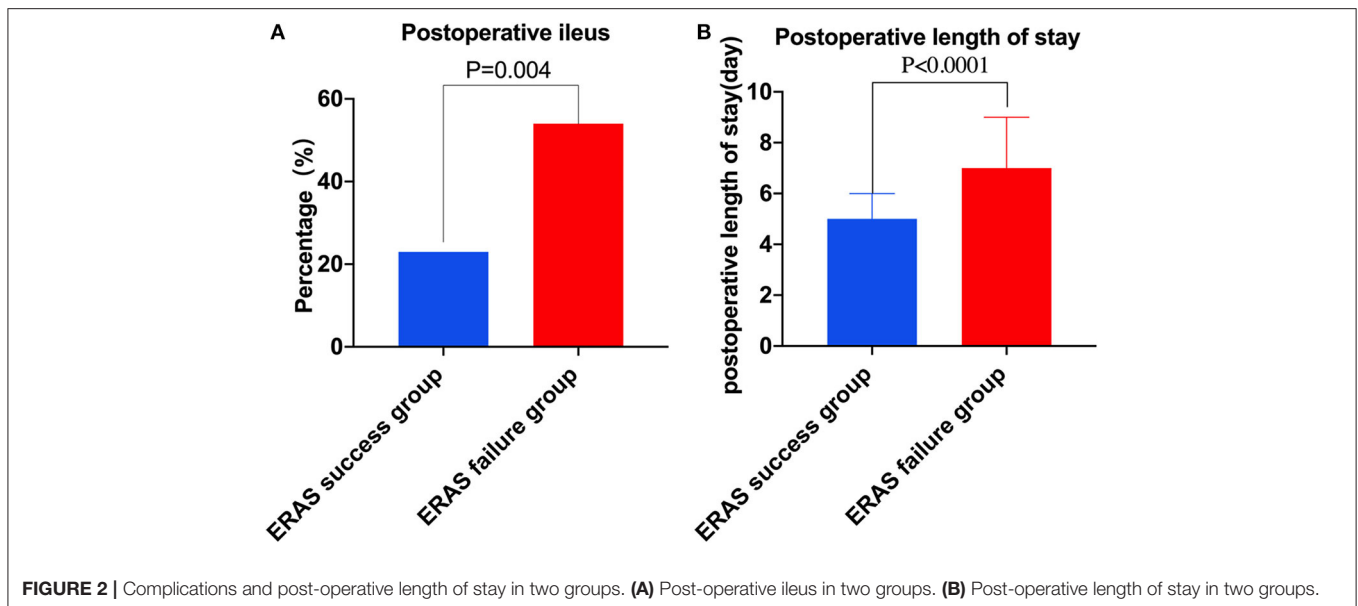 A
Postoperative ileus
P=0.004
Percentage (%)
60
40
20
0
ERAS success group
ERAS failure group
B
Postoperative length of stay
P<0.0001
postoperative length of stay(day)
10
8
6
4
2
0
ERAS success group
ERAS failure group
FIGURE 2 | Complications and post-operative length of stay in two groups. (A) Post-operative ileus in two groups. (B) Post-operative length of stay in two groups.